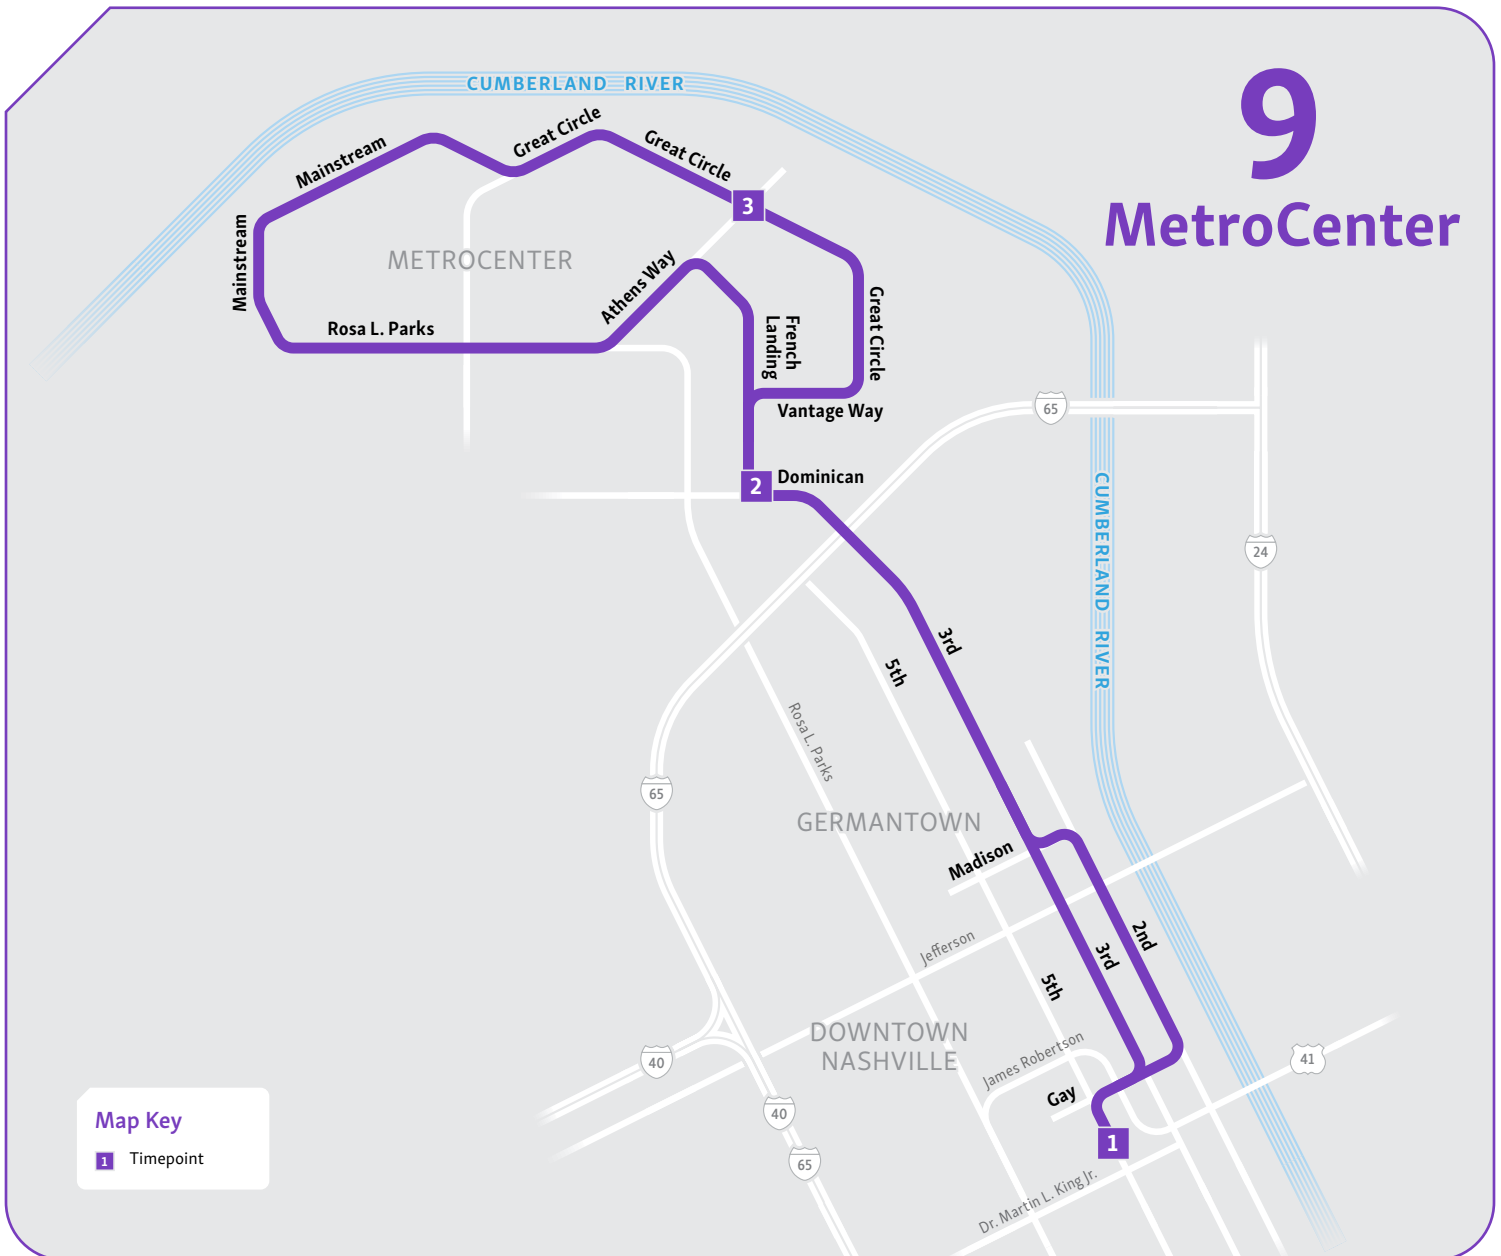 CUMBERLAND RIVER
9
MetroCenter
Great Circle
Great Circle
Mainstream
3
Mainstream
METROCENTER
Athens Way
Rosa L. Parks
French
Landing
Great Circle
Vantage Way
65
2
Dominican
CUMBERLAND RIVER
24
3rd
5th
Rosa L. Parks
65
GERMANTOWN
Madison
Jefferson
2nd
3rd
5th
DOWNTOWN
NASHVILLE
James Robertson
40
41
Gay
40
1
65
Dr. Martin L. King Jr.
Map Key
1 Timepoint